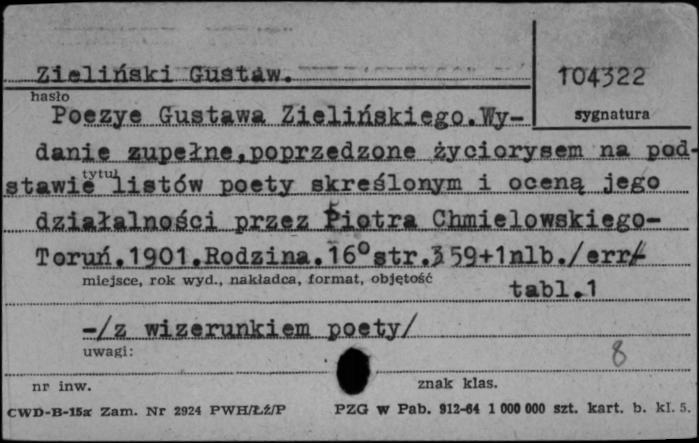 Zieliński Gustaw.
104322
hasło
sygnatura
Poezye Gustawa Zielińskiego.Wy-
danie zupełne,poprzedzone życiorysem na pod-
tytuł
stawie listów poety skreślonym i oceną jego
działalności przez Piotra Chmielowskiego-
Toruń.1901.Rodzina.16°str.359+1nlb./err/
miejsce, rok wyd., nakładca, format, objętość
tabl.1
-/z wizerunkiem poety/
uwagi:
8
nr inw.
znak klas.
CWD-B-15a Zam. Nr 2924 PWH/ŁŹ/P
PZG w Pab. 912-64 1 000 000 szt. kart. b. kl. 5.